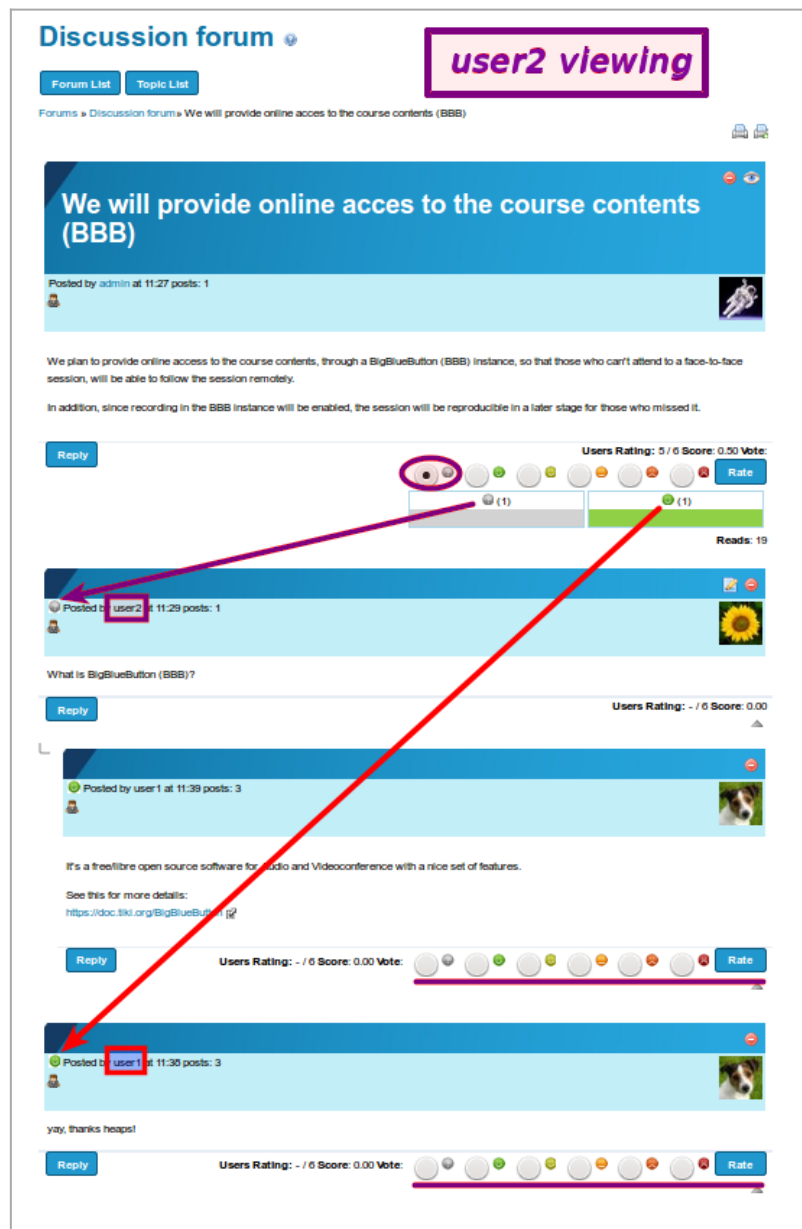 Discussion forum
user2 viewing
Forum List Topic List
Forums » Discussion forum» We will provide online acces to the course contents (BBB)
We will provide online acces to the course contents
(BBB)
Posted by admin at 11:27 posts: 1
We plan to provide online access to the course contents, through a BigBlueButton (BBB) instance, so that those who can't attend to a face-to-face
session, will be able to follow the session remotely.
In addition, since recording in the BBB instance will be enabled, the session will be reproducible in a later stage for those who missed it.
Reply
Users Rating: 5 / 6 Score: 0.50 Vote:
Rate
(1) (1)
Reads: 19
Posted by user2 at 11:29 posts: 1
What is BigBlueButton (BBB)?
Reply Users Rating: - / 6 Score: 0.00
Posted by user1 at 11:39 posts: 3
It's a free/libre open source software for Audio and Videoconference with a nice set of features.
See this for more details:
https://doc.tiki.org/BigBlueButton
Reply Users Rating: - / 6 Score: 0.00 Vote: Rate
Posted by user1 at 11:38 posts: 3
yay, thanks heaps!
Reply Users Rating: - / 6 Score: 0.00 Vote: Rate